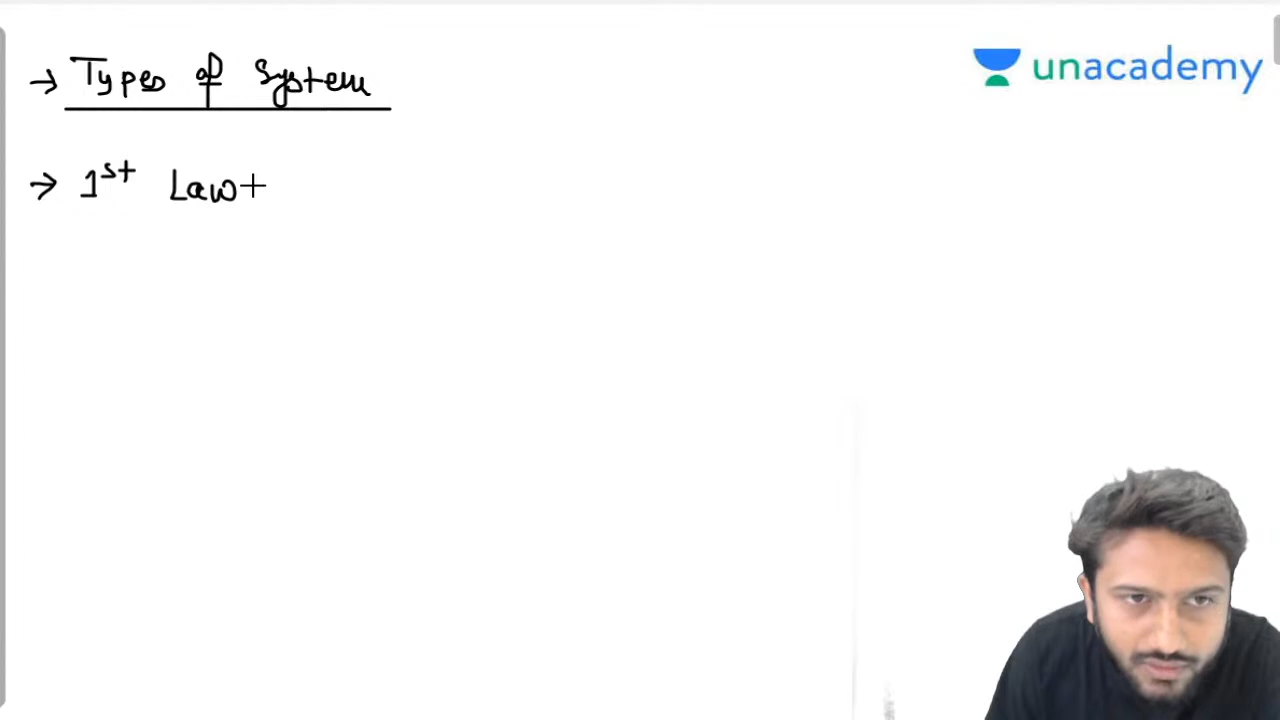 → Types of System
unacademy
→ 1st Law+